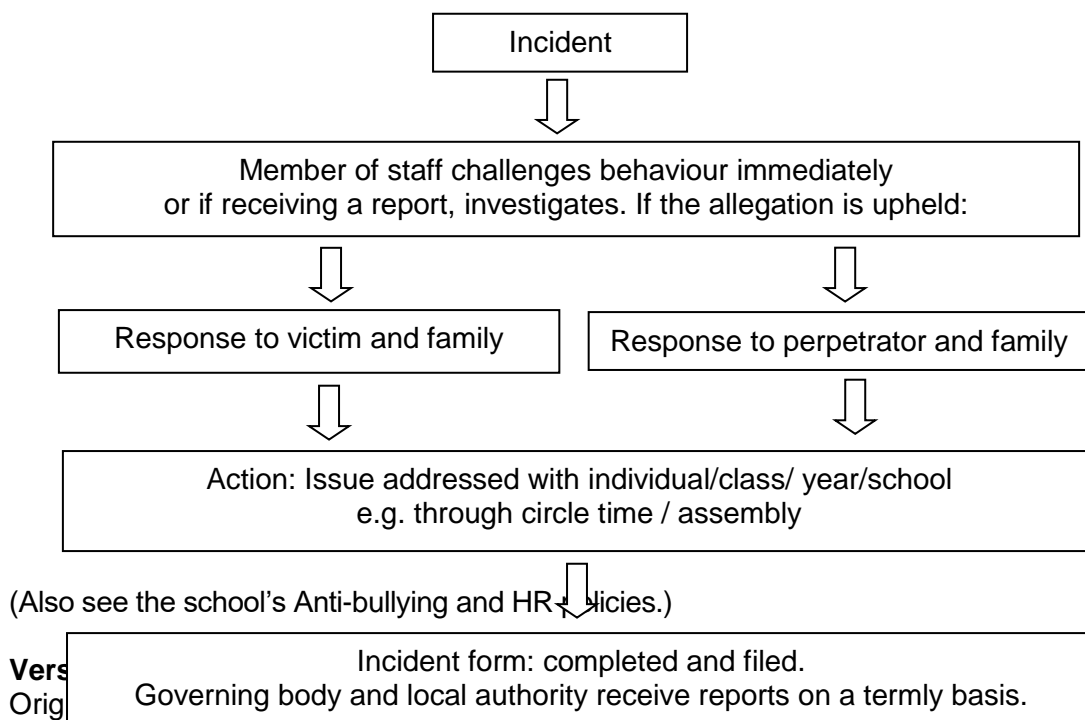 Incident
Member of staff challenges behaviour immediately
or if receiving a report, investigates. If the allegation is upheld:
Response to victim and family
Response to perpetrator and family
Action: Issue addressed with individual/class/ year/school
e.g. through circle time / assembly
(Also see the school’s Anti-bullying and HR policies.)
Vers
Incident form: completed and filed.
Orig
Governing body and local authority receive reports on a termly basis.